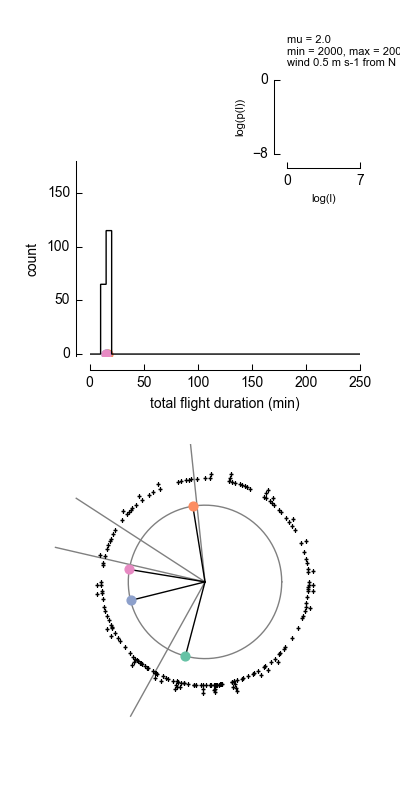 mu = 2.0
min = 2000, max = 200
wind 0.5 m s-1 from N
0
log(p(l))
−8
0 7
log(l)
150
count
100
50
0
0 50 100 150 200 250
total flight duration (min)